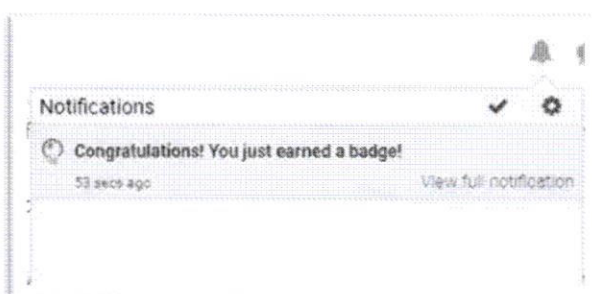 Notifications
Congratulations! You just earned a badge!
53 secs ago
View full notification